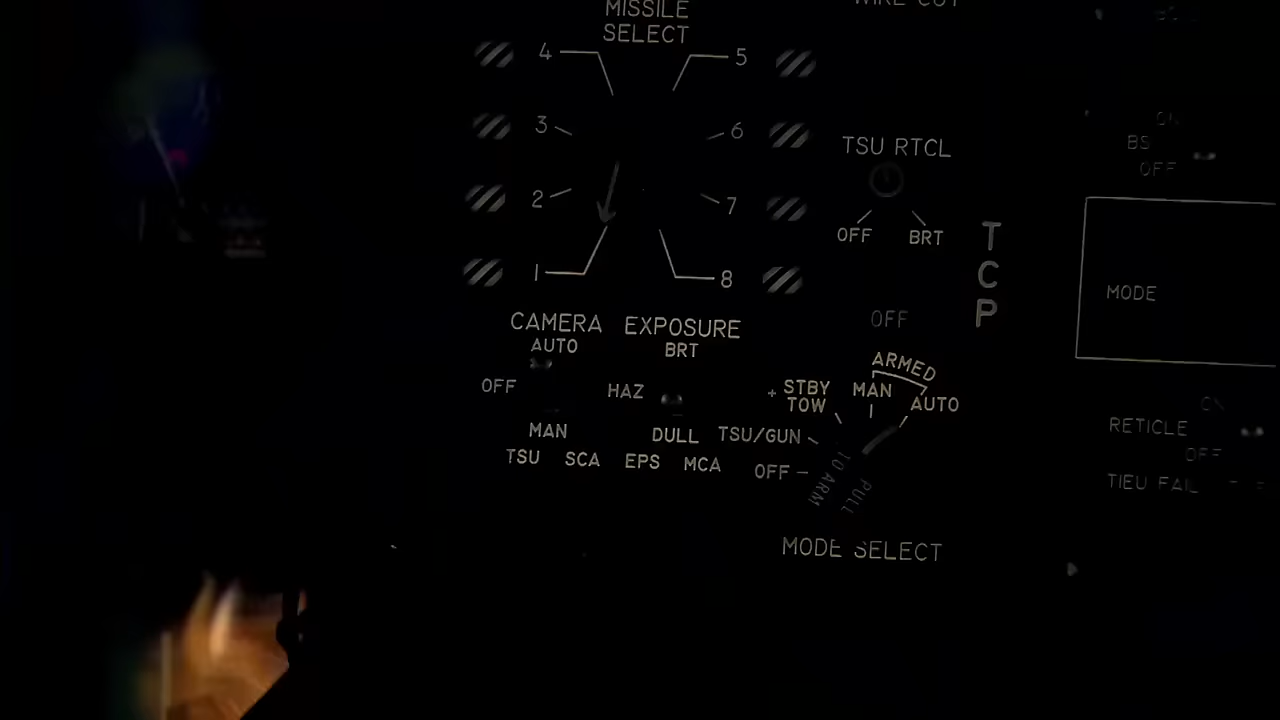 MISSILE
SELECT
4 5
3 6
2 7
1 8
TSU RTCL
OFF BRT
TCP
CAMERA EXPOSURE
AUTO BRT
OFF HAZ
MAN DULL
TSU SCA EPS MCA
OFF
ARMED
+ STBY MAN AUTO
TOW
TSU/GUN
OFF
PULL
TO ARM
MODE SELECT
BS
OFF
MODE
RETICLE
OFF